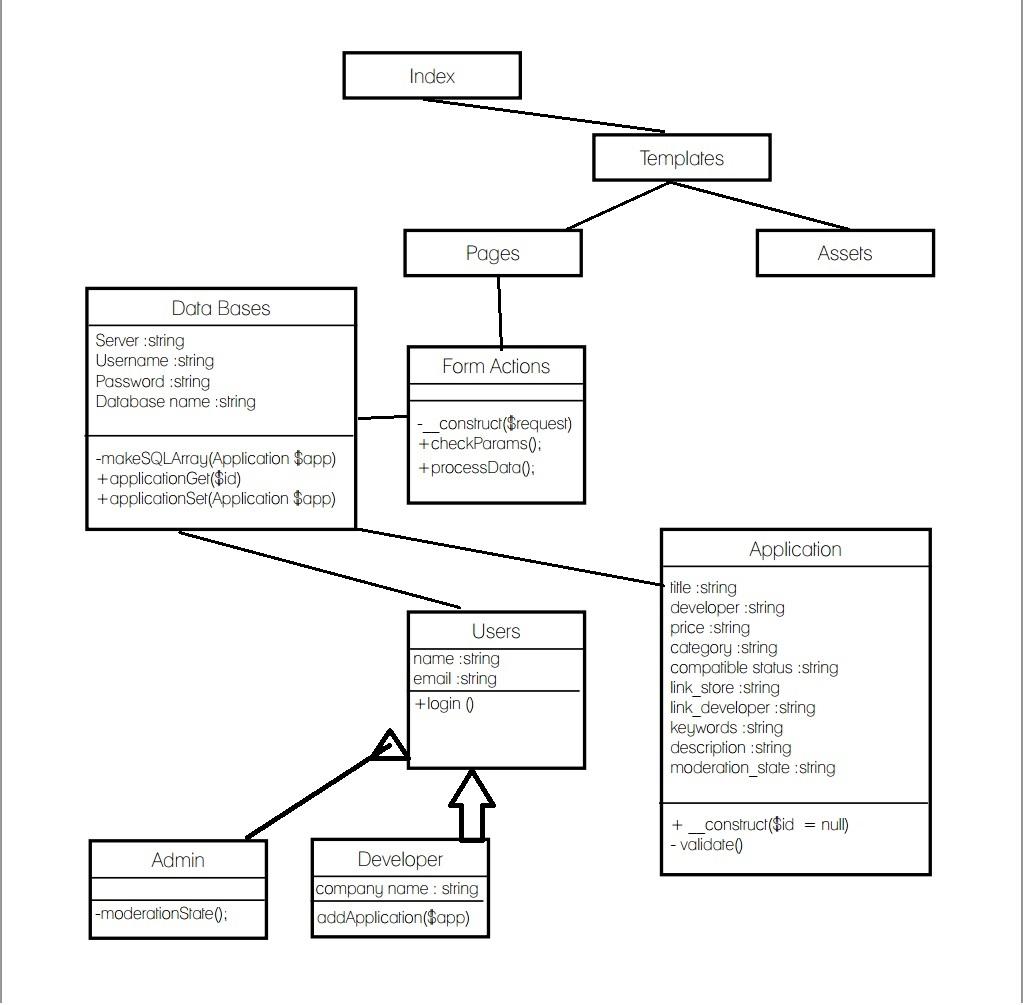 Index
Templates
Pages
Assets
Data Bases
Server :string
Username :string
Password :string
Database name :string
-makeSQLArray(Application $app)
+applicationGet($id)
+applicationSet(Application $app)
Form Actions
-__construct($request)
+checkParams();
+processData();
Application
title :string
developer :string
price :string
category :string
compatible status :string
link_store :string
link_developer :string
keywords :string
description :string
moderation_state :string
+ __construct($id = null)
- validate()
Users
name :string
email :string
+login ()
Admin
-moderationState();
Developer
company name : string
addApplication($app)